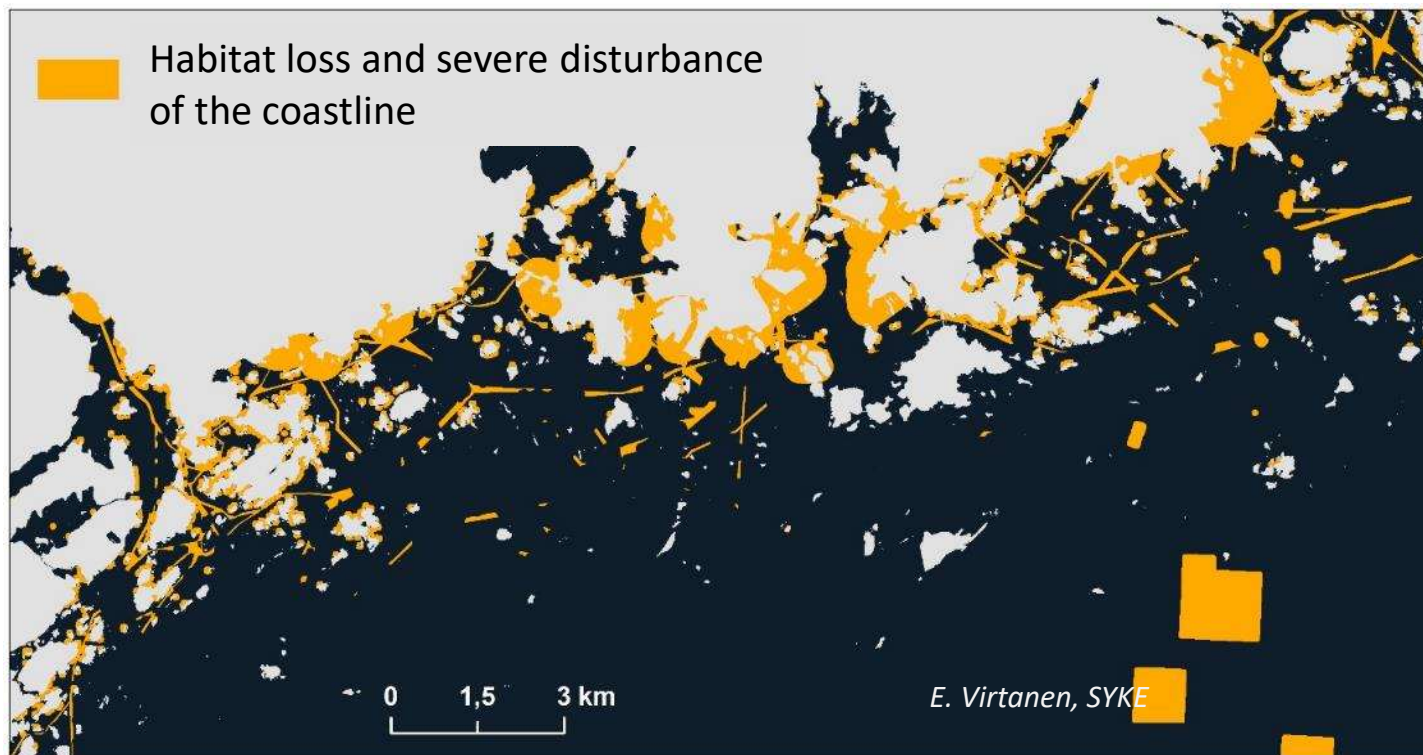 Habitat loss and severe disturbance
of the coastline
0 1,5 3 km
E. Virtanen, SYKE